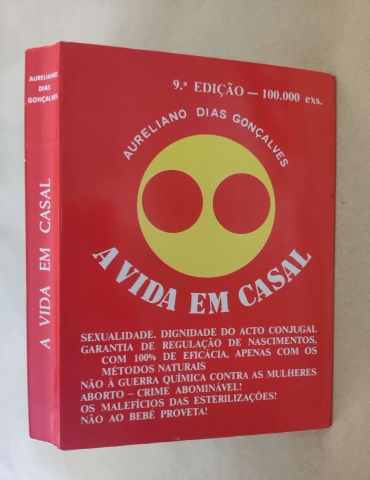 AURELIANO
DIAS
GONÇALVES
A VIDA EM CASAL
9.ª EDIÇÃO — 100.000 exs.
AURELIANO DIAS GONÇALVES
A VIDA EM CASAL
SEXUALIDADE. DIGNIDADE DO ACTO CONJUGAL
GARANTIA DE REGULAÇÃO DE NASCIMENTOS,
COM 100% DE EFICÁCIA, APENAS COM OS
MÉTODOS NATURAIS
NÃO À GUERRA QUÍMICA CONTRA AS MULHERES
ABORTO – CRIME ABOMINÁVEL!
OS MALEFÍCIOS DAS ESTERILIZAÇÕES!
NÃO AO BEBÉ PROVETA!